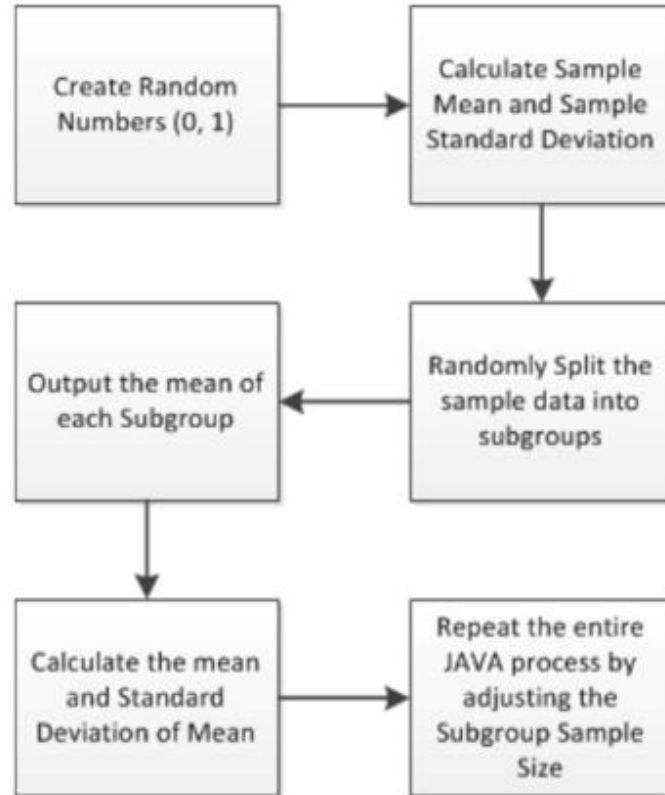 Create Random
Numbers (0, 1)
Calculate Sample
Mean and Sample
Standard Deviation
Randomly Split the
sample data into
subgroups
Output the mean of
each Subgroup
Calculate the mean
and Standard
Deviation of Mean
Repeat the entire
JAVA process by
adjusting the
Subgroup Sample
Size